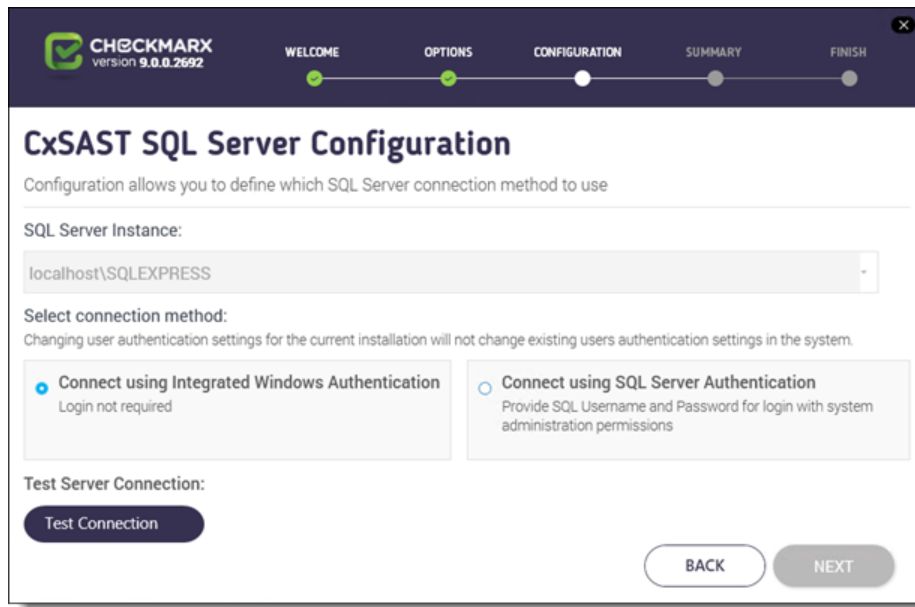 CHECKMARX
version 9.0.0.2692
WELCOME
OPTIONS
CONFIGURATION
SUMMARY
FINISH
CxSAST SQL Server Configuration
Configuration allows you to define which SQL Server connection method to use
SQL Server Instance:
localhost\SQLEXPRESS
Select connection method:
Changing user authentication settings for the current installation will not change existing users authentication settings in the system.
Connect using Integrated Windows Authentication
Login not required
Connect using SQL Server Authentication
Provide SQL Username and Password for login with system
administration permissions
Test Server Connection:
Test Connection
BACK
NEXT